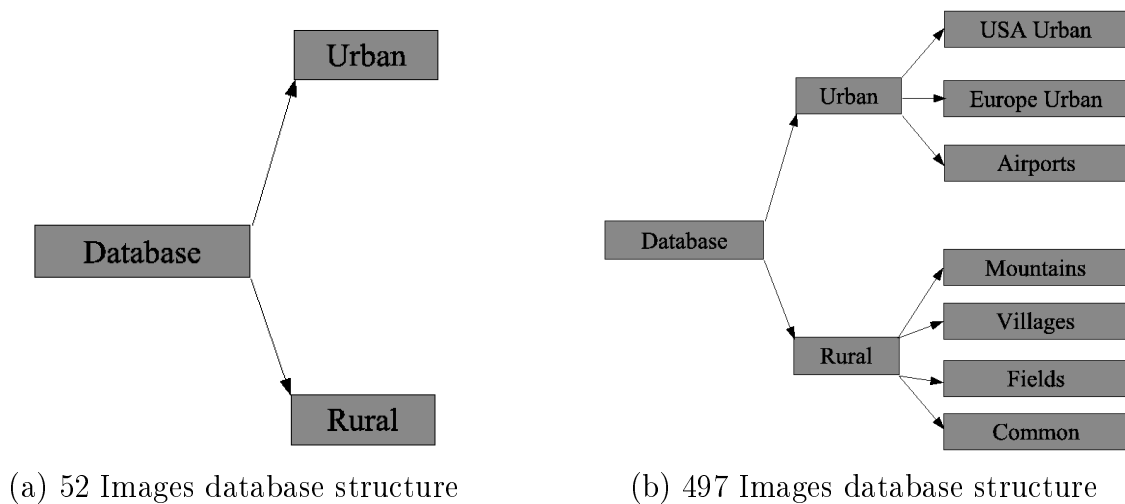 Urban
Database
Rural
(a) 52 Images database structure
USA Urban
Urban
Europe Urban
Airports
Database
Mountains
Villages
Rural
Fields
Common
(b) 497 Images database structure